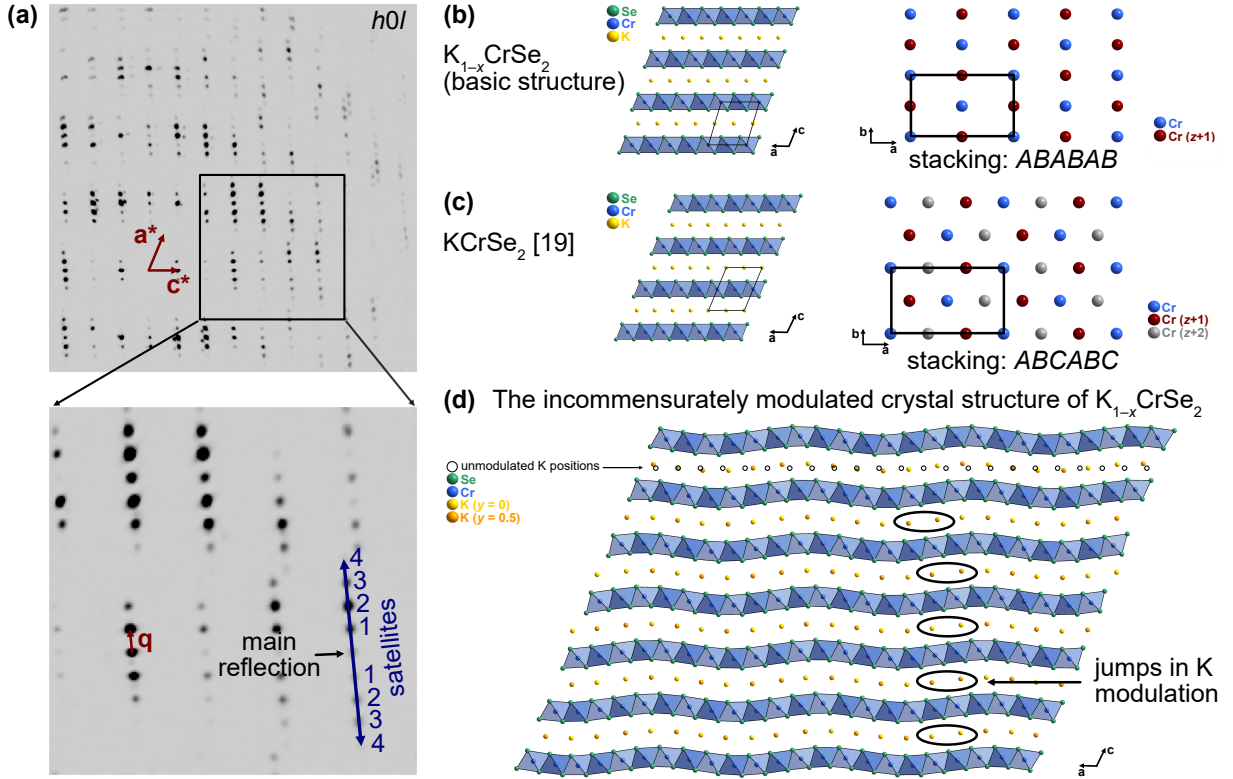 (a)
h0l
a*
c*
q
main
reflection
4
3
2
1
1
2
3
4
satellites
(b)
K1–xCrSe2
(basic structure)
Se
Cr
K
c
a
b
a
Cr
Cr (z+1)
stacking: ABABAB
(c)
KCrSe2 [19]
Se
Cr
K
c
a
b
a
Cr
Cr (z+1)
Cr (z+2)
stacking: ABCABC
(d) The incommensurately modulated crystal structure of K1–xCrSe2
unmodulated K positions
Se
Cr
K (y = 0)
K (y = 0.5)
jumps in K
modulation
c
a